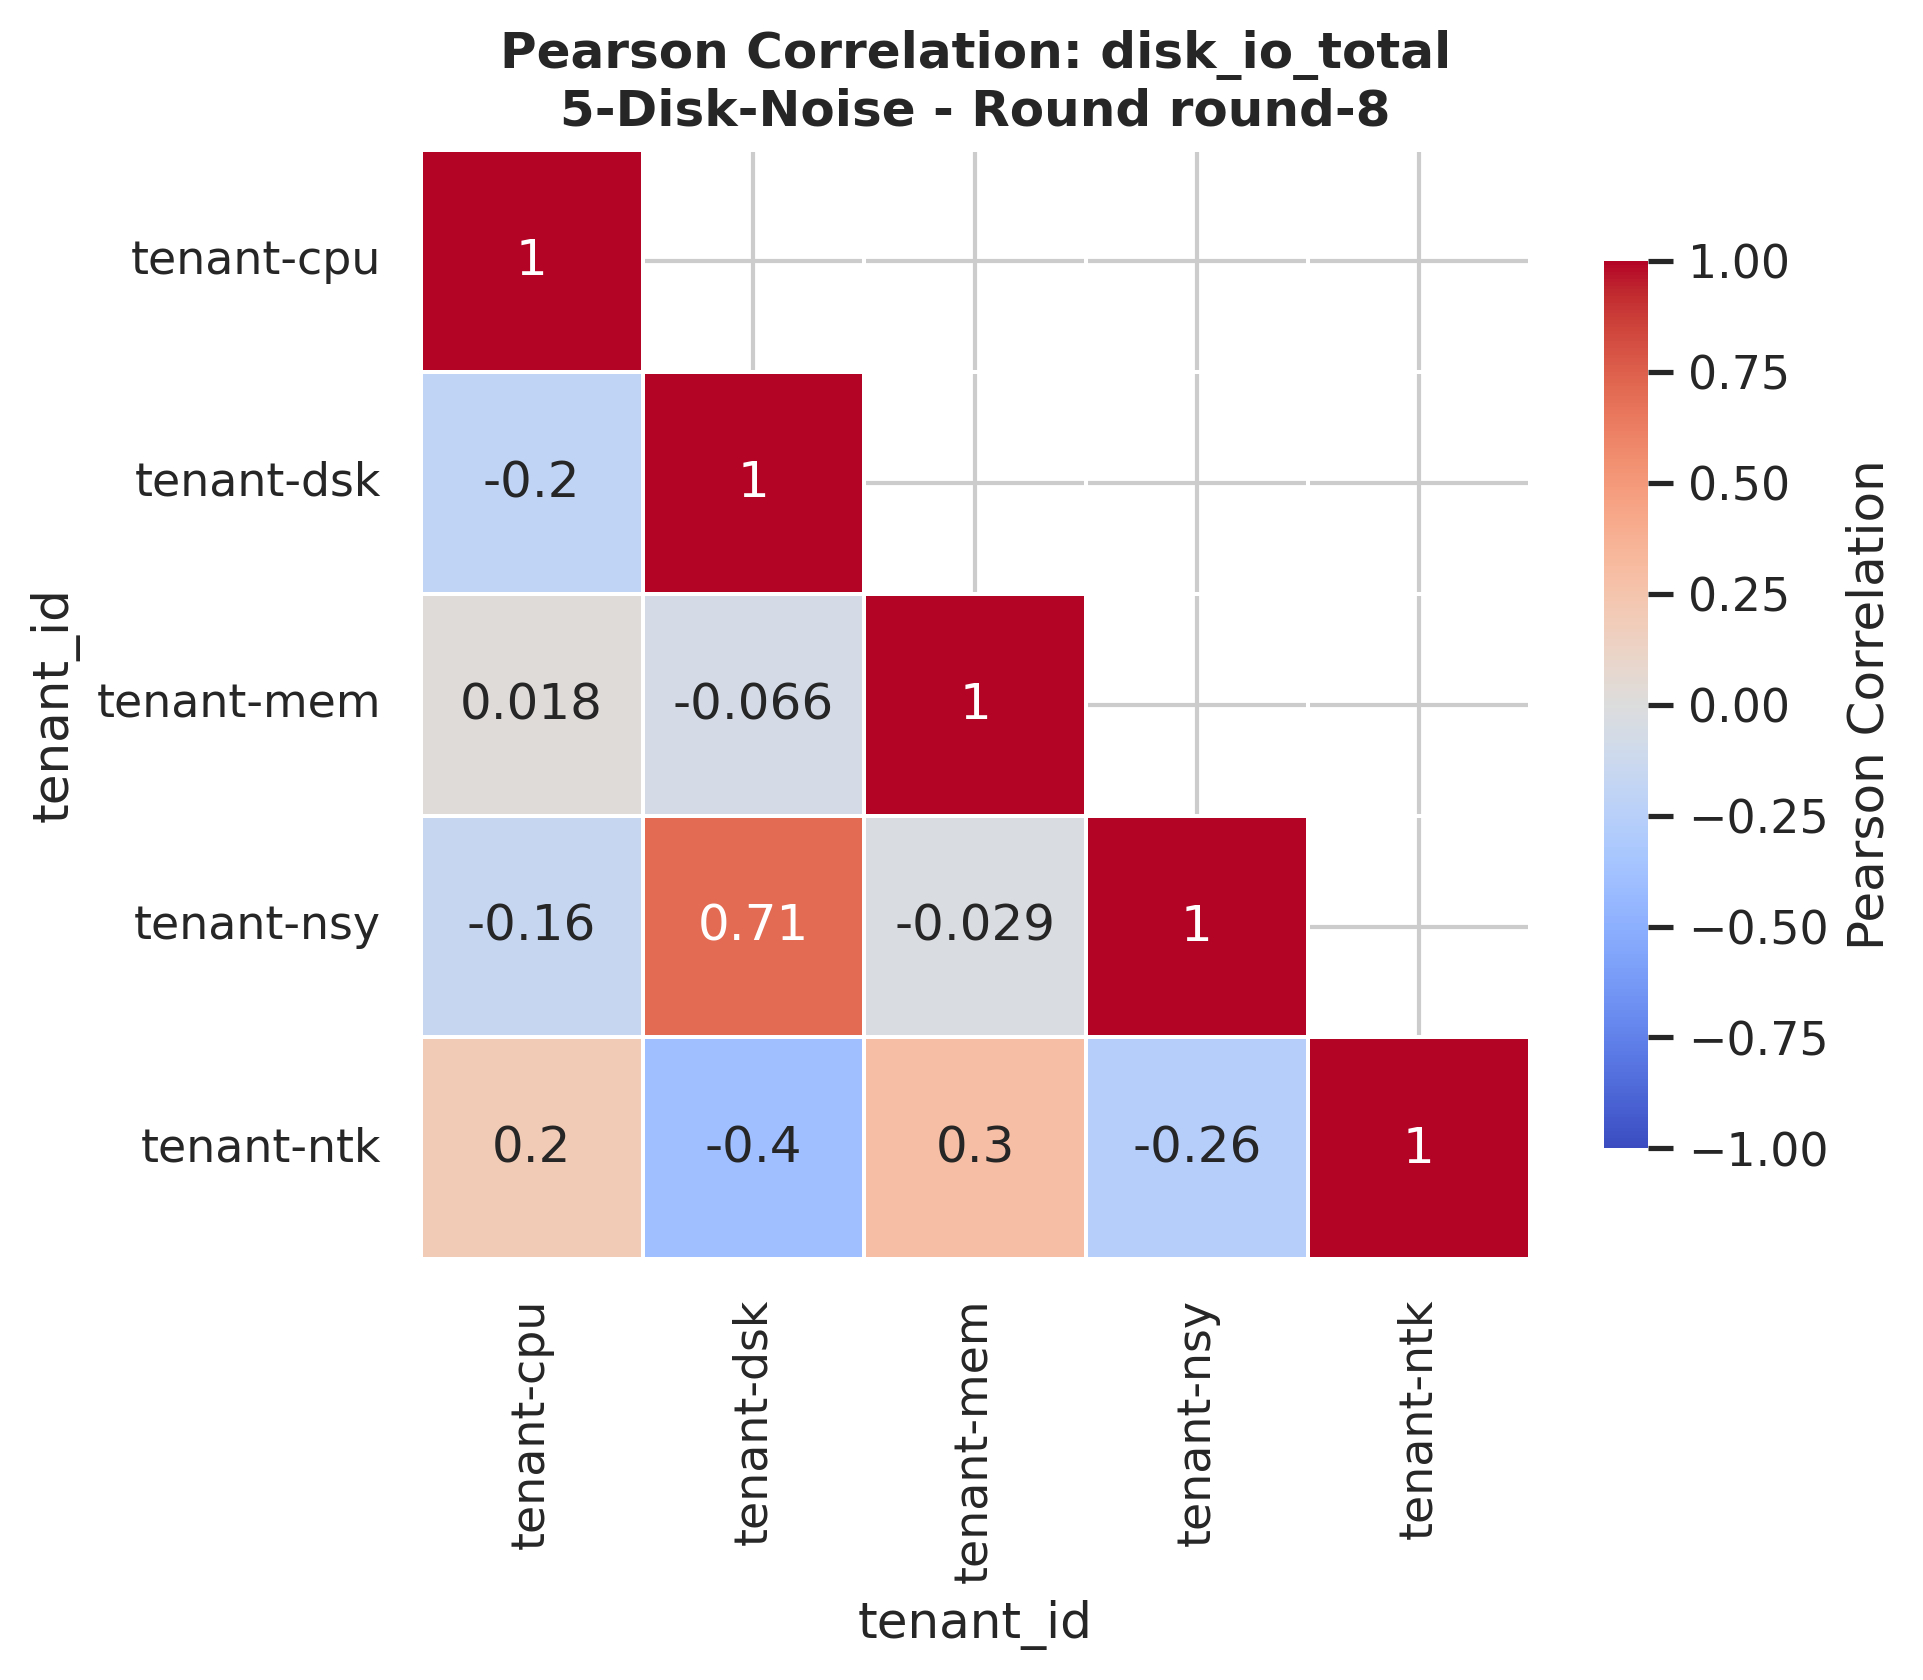 Pearson Correlation: disk_io_total
5-Disk-Noise - Round round-8
tenant_id
tenant-cpu
1
tenant-dsk
-0.2
1
tenant-mem
0.018
-0.066
1
tenant-nsy
-0.16
0.71
-0.029
1
tenant-ntk
0.2
-0.4
0.3
-0.26
1
tenant-cpu
tenant-dsk
tenant-mem
tenant-nsy
tenant-ntk
tenant_id
1.00
0.75
0.50
0.25
0.00
−0.25
−0.50
−0.75
−1.00
Pearson Correlation